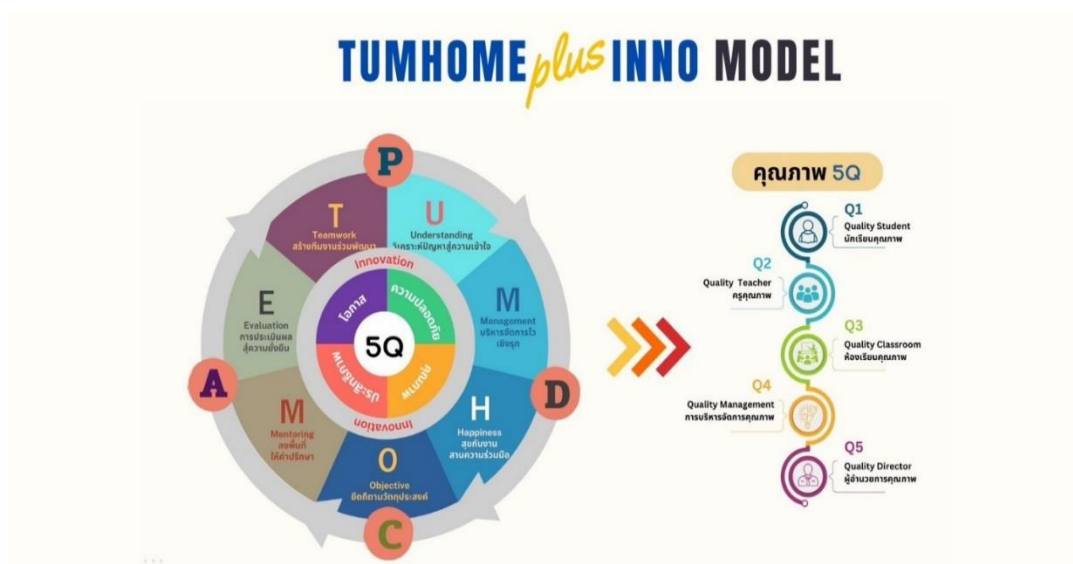 TUMHOME plus INNO MODEL
P
T
Teamwork
สร้างทีมงานร่วมพัฒนา
U
Understanding
วิเคราะห์ปัญหาสู่ความเข้าใจ
M
Management
บริหารจัดการไว
เชิงรุก
D
H
Happiness
สุขกับงาน
สานความร่วมมือ
O
Objective
ยึดที่ตามวัตถุประสงค์
C
M
Mentoring
ลงพื้นที่
ให้คำปรึกษา
A
E
Evaluation
การประเมินผล
สู่ความยั่งยืน
Innovation
โอกาส
ความปลอดภัย
5Q
ประสิทธิภาพ
คุณภาพ
Innovation
คุณภาพ 5Q
Q1
Quality Student
นักเรียนคุณภาพ
Q2
Quality Teacher
ครูคุณภาพ
Q3
Quality Classroom
ห้องเรียนคุณภาพ
Q4
Quality Management
การบริหารจัดการคุณภาพ
Q5
Quality Director
ผู้อำนวยการคุณภาพ